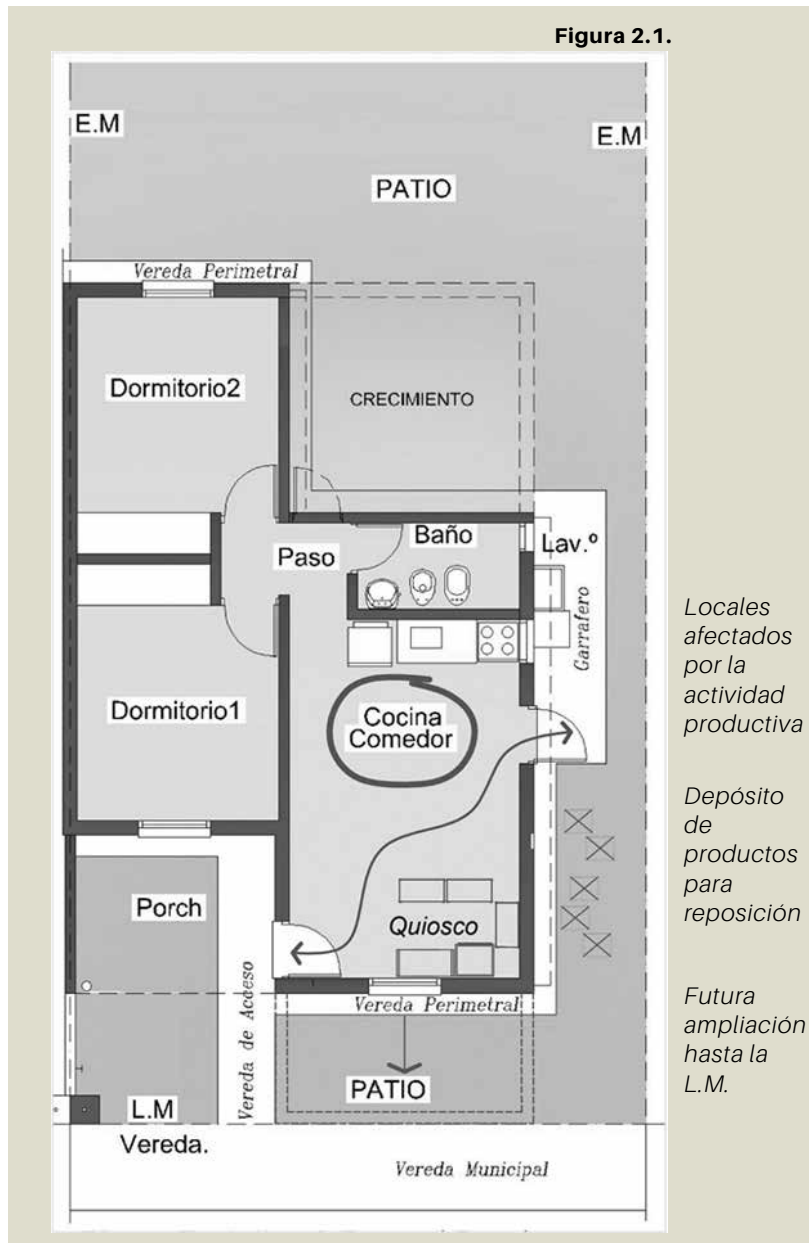 Figura 2.1.
E.M
E.M
PATIO
Vereda Perimetral
Dormitorio2
CRECIMIENTO
Baño
Lav.º
Paso
Garrafero
Dormitorio1
Cocina
Comedor
Porch
Quiosco
Vereda de Acceso
Vereda Perimetral
PATIO
L.M
Vereda.
Vereda Municipal
Locales
afectados
por la
actividad
productiva
Depósito
de
productos
para
reposición
Futura
ampliación
hasta la
L.M.